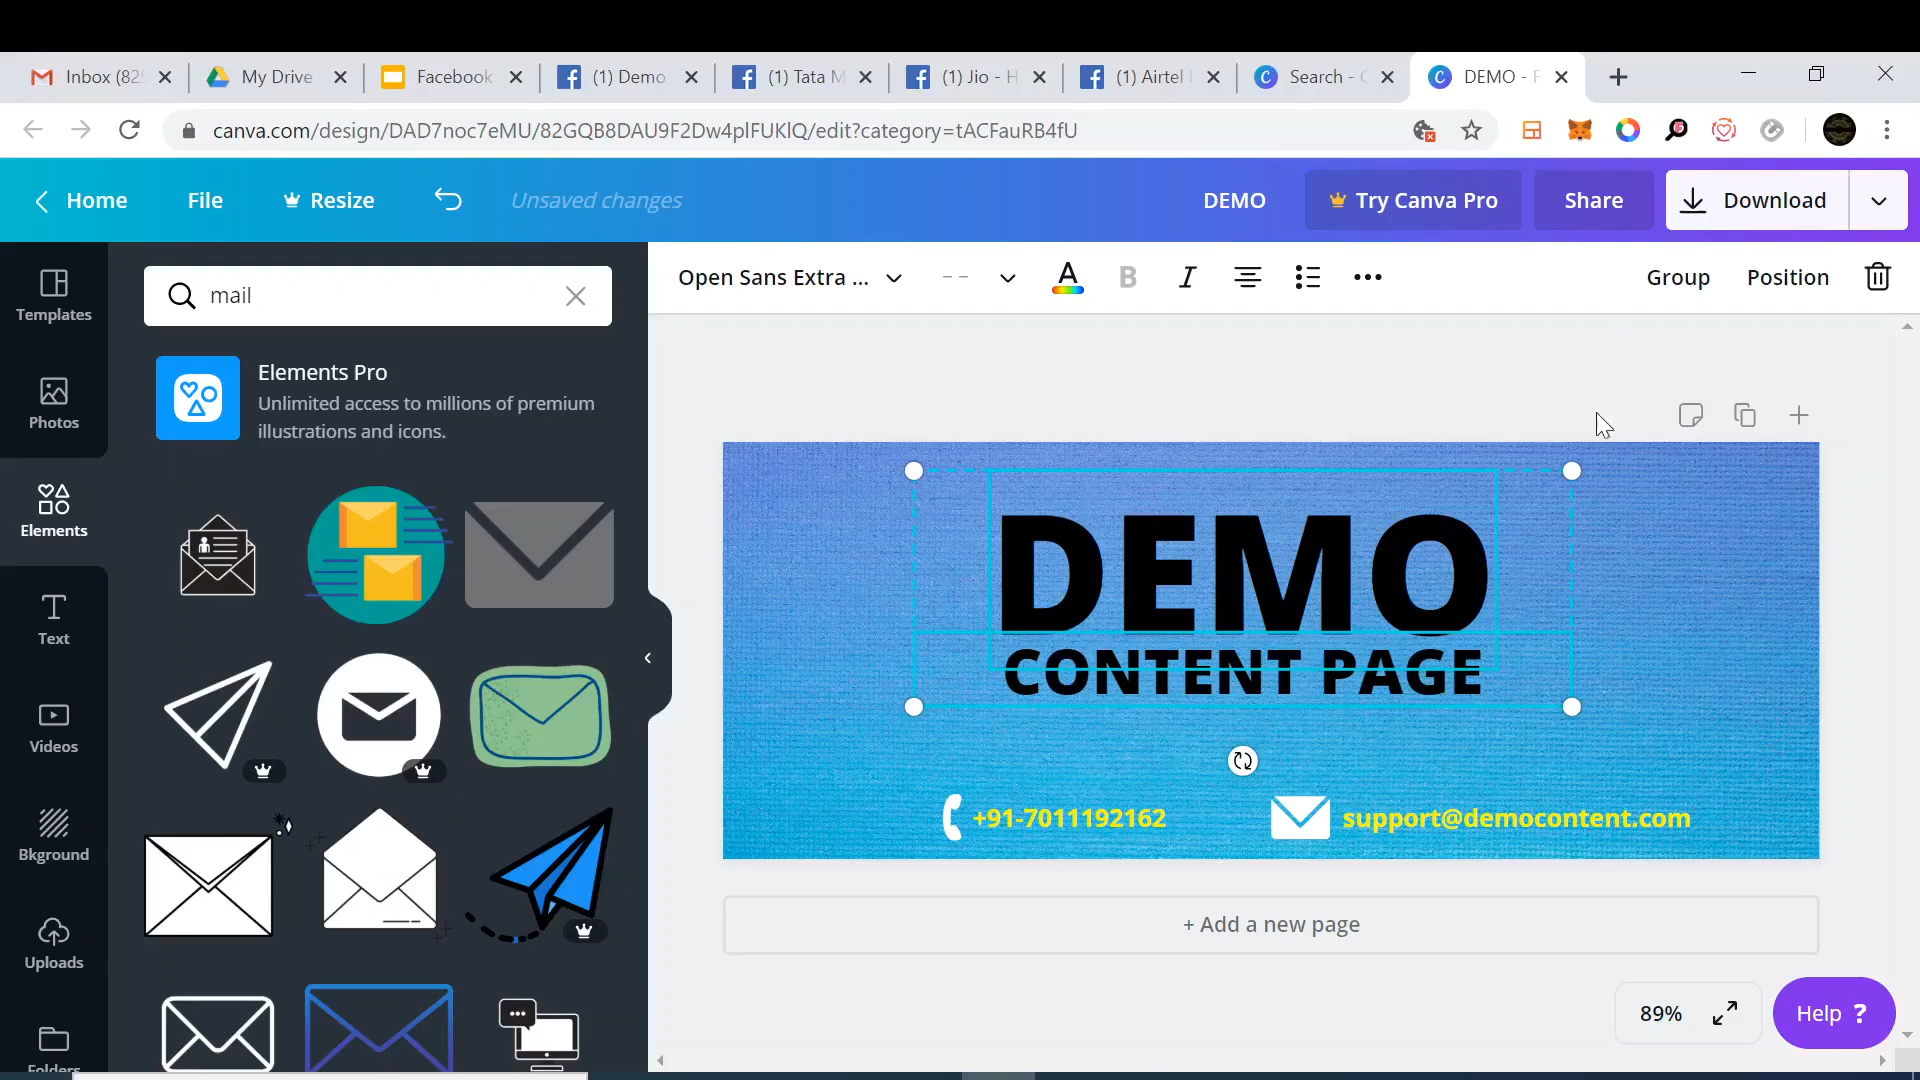 Inbox (829
My Drive
Facebook
(1) Demo
(1) Tata M
(1) Jio - H
(1) Airtel I
Search - C
DEMO - F
canva.com/design/DAD7noc7eMU/82GQB8DAU9F2Dw4plFUKlQ/edit?category=tACFauRB4fU
Home
File
Resize
Unsaved changes
DEMO
Try Canva Pro
Share
Download
Templates
Photos
Elements
Text
Videos
Bkground
Uploads
Folders
mail
Elements Pro
Unlimited access to millions of premium
illustrations and icons.
Open Sans Extra ...
- -
A
B
I
Group
Position
DEMO
CONTENT PAGE
+91-7011192162
support@democontent.com
+ Add a new page
89%
Help ?